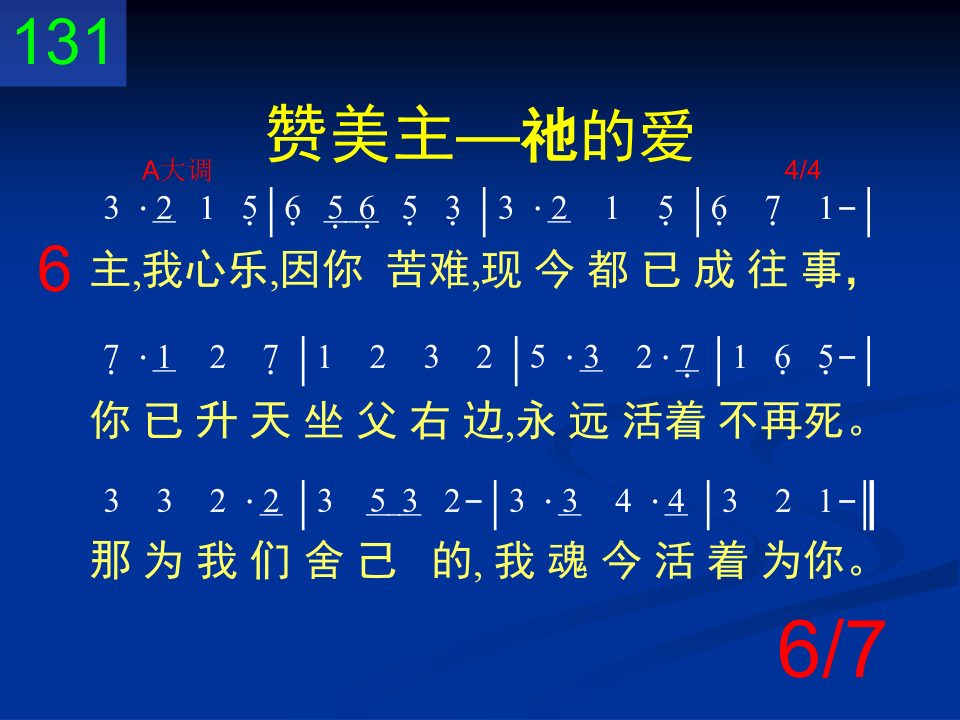 131
赞美主—祂的爱
A大调 4/4
3 · 2 1 5̣ | 6̣ 5̣ 6̣ 5̣ 3̣ | 3 · 2 1 5̣ | 6̣ 7̣ 1 – |
6 主,我心乐,因你 苦难,现 今 都 已 成 往 事，
7̣ · 1 2 7̣ | 1 2 3 2 | 5 · 3 2 · 7̣ | 1 6̣ 5̣ – |
你 已 升 天 坐 父 右 边,永 远 活着 不再死。
3 3 2 · 2 | 3 5 3 2 – | 3 · 3 4 · 4 | 3 2 1 – ‖
那 为 我 们 舍 己 的, 我 魂 今 活 着 为你。
6/7